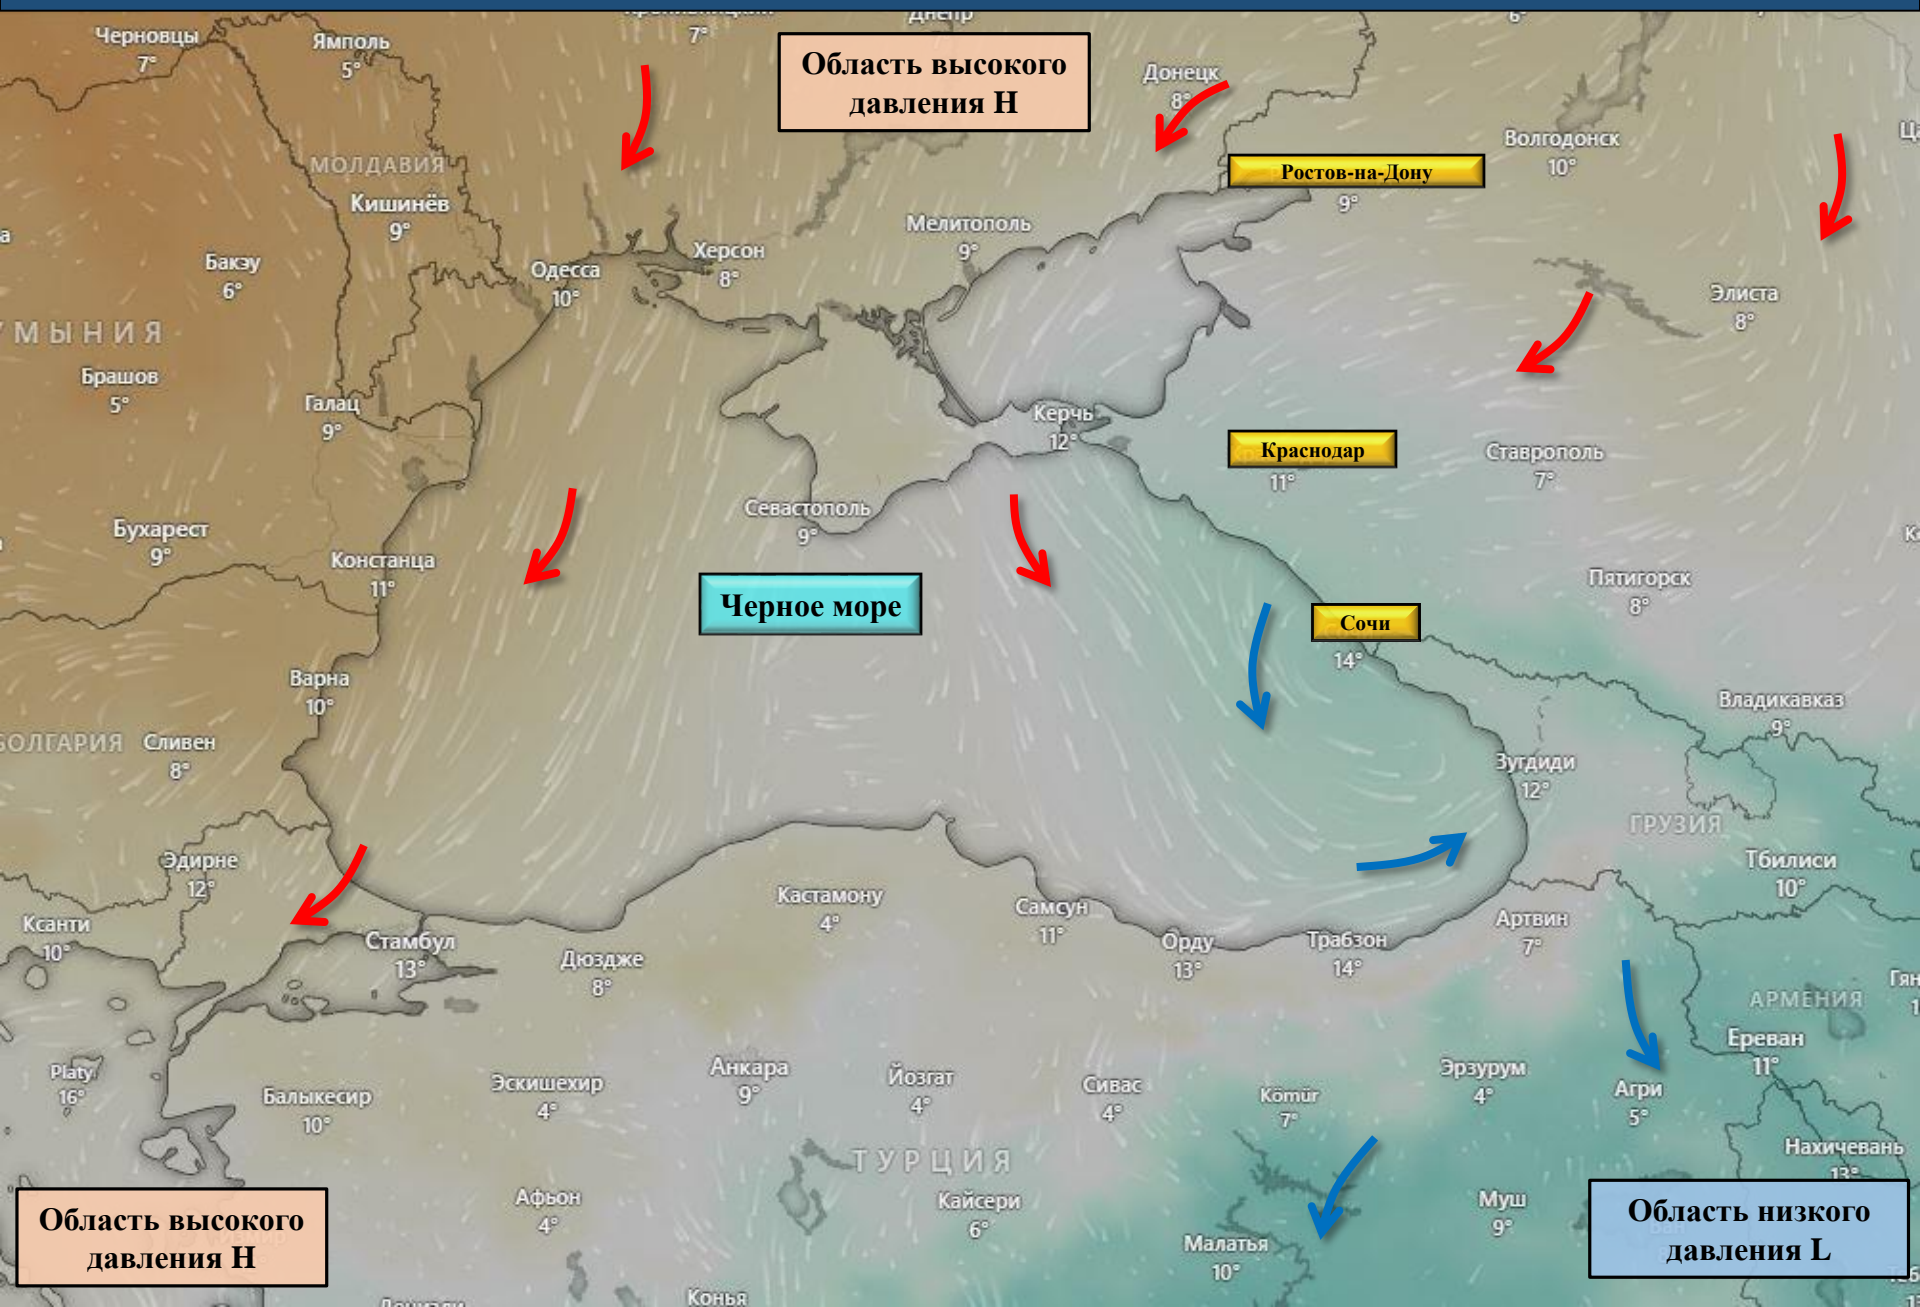 Днепр
Черновцы
7°
Ямполь
5°
7°
Область высокого
давления Н
Донецк
8°
6°
Волгодонск
10°
МОЛДАВИЯ
Кишинёв
9°
Ростов-на-Дону
9°
Бакэу
6°
Одесса
10°
Херсон
8°
Мелитополь
9°
Элиста
8°
Брашов
5°
Галац
9°
Керчь
12°
Краснодар
11°
Ставрополь
7°
Бухарест
9°
Констанца
11°
Севастополь
9°
Черное море
Сочи
14°
Пятигорск
8°
Варна
10°
Владикавказ
9°
Сливен
8°
Зугдиди
12°
ГРУЗИЯ
Эдирне
12°
Тбилиси
10°
Ксанти
10°
Стамбул
13°
Дюздже
8°
Кастамону
4°
Самсун
11°
Орду
13°
Трабзон
14°
Артвин
7°
АРМЕНИЯ
Ереван
11°
Platy
16°
Балыкесир
10°
Эскишехир
4°
Анкара
9°
Йозгат
4°
Сивас
4°
Kömür
7°
Эрзурум
4°
Агри
5°
Нахичевань
13°
ТУРЦИЯ
Афьон
4°
Кайсери
6°
Малатья
10°
Муш
9°
Область высокого
давления Н
Область низкого
давления L
Конья